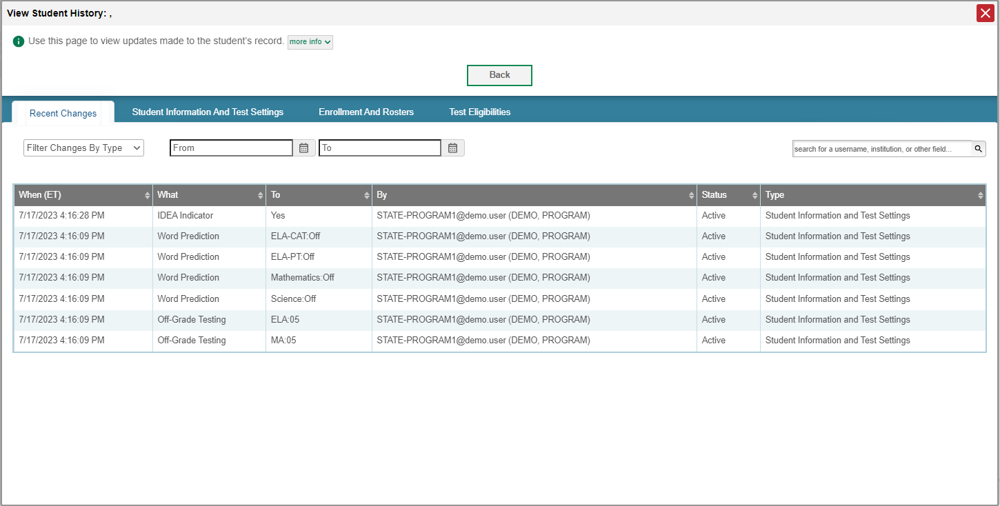 View Student History: ,
Use this page to view updates made to the student's record. more info
Back
Recent Changes Student Information And Test Settings Enrollment And Rosters Test Eligibilities
Filter Changes By Type From To search for a username, institution, or other field...
When (ET) What To By Status Type
7/17/2023 4:16:28 PM IDEA Indicator Yes STATE-PROGRAM1@demo.user (DEMO, PROGRAM) Active Student Information and Test Settings
7/17/2023 4:16:09 PM Word Prediction ELA-CAT:Off STATE-PROGRAM1@demo.user (DEMO, PROGRAM) Active Student Information and Test Settings
7/17/2023 4:16:09 PM Word Prediction ELA-PT:Off STATE-PROGRAM1@demo.user (DEMO, PROGRAM) Active Student Information and Test Settings
7/17/2023 4:16:09 PM Word Prediction Mathematics:Off STATE-PROGRAM1@demo.user (DEMO, PROGRAM) Active Student Information and Test Settings
7/17/2023 4:16:09 PM Word Prediction Science:Off STATE-PROGRAM1@demo.user (DEMO, PROGRAM) Active Student Information and Test Settings
7/17/2023 4:16:09 PM Off-Grade Testing ELA:05 STATE-PROGRAM1@demo.user (DEMO, PROGRAM) Active Student Information and Test Settings
7/17/2023 4:16:09 PM Off-Grade Testing MA:05 STATE-PROGRAM1@demo.user (DEMO, PROGRAM) Active Student Information and Test Settings